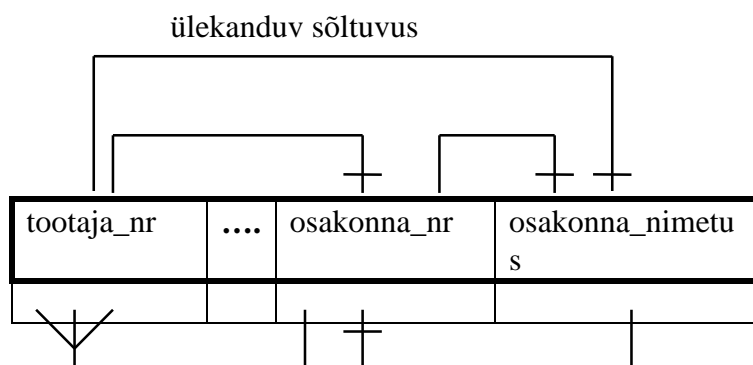 ülekanduv sõltuvus
tootaja_nr .... osakonna_nr osakonna_nimetu
s